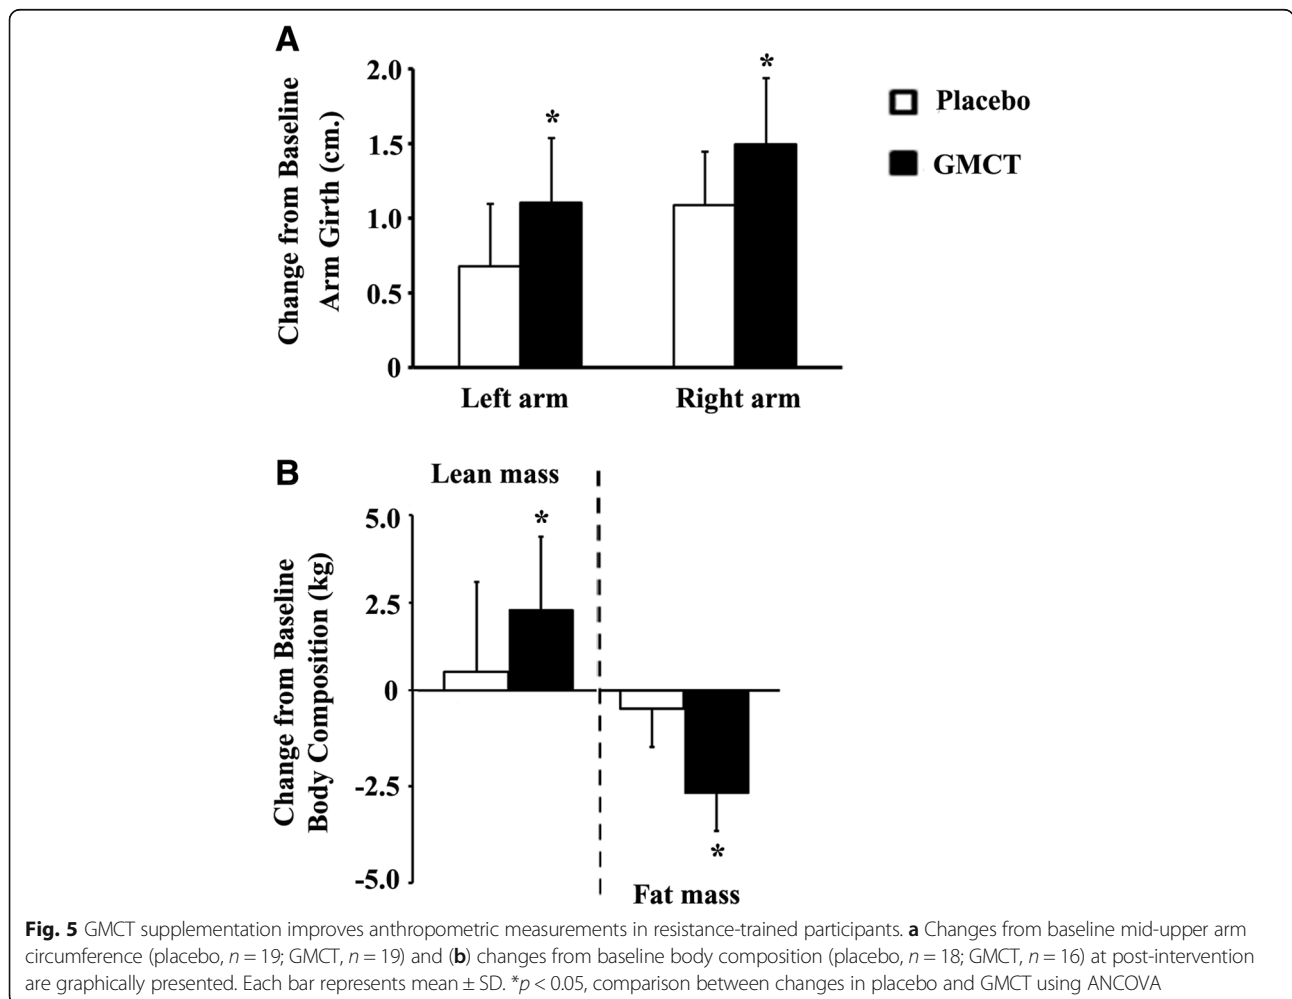 A
Change from Baseline
Arm Girth (cm.)
2.0
1.5
1.0
0.5
0
*
*
Left arm
Right arm
Placebo
GMCT
B
Lean mass
Change from Baseline
Body Composition (kg)
5.0
2.5
0
-2.5
-5.0
*
*
Fat mass
Fig. 5 GMCT supplementation improves anthropometric measurements in resistance-trained participants. a Changes from baseline mid-upper arm
circumference (placebo, n = 19; GMCT, n = 19) and (b) changes from baseline body composition (placebo, n = 18; GMCT, n = 16) at post-intervention
are graphically presented. Each bar represents mean ± SD. *p < 0.05, comparison between changes in placebo and GMCT using ANCOVA